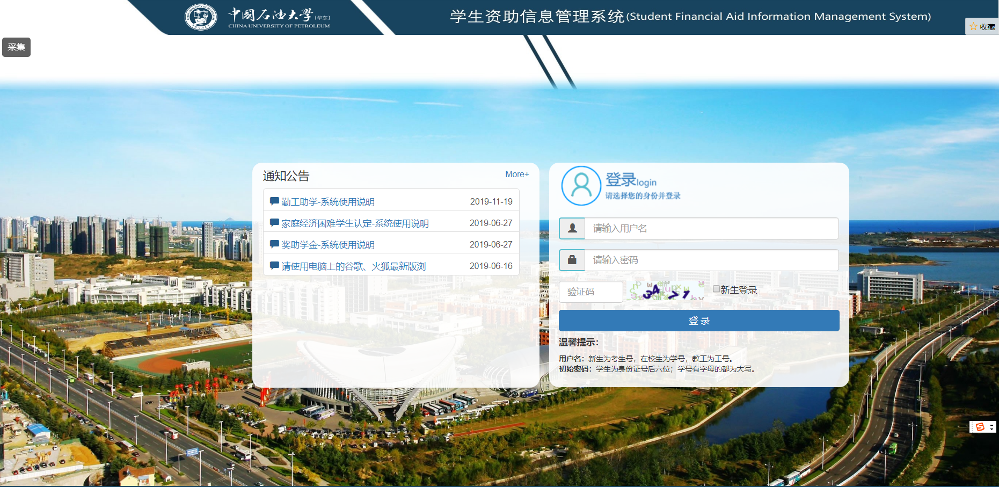 中國石油大學(华东)
CHINA UNIVERSITY OF PETROLEUM
学生资助信息管理系统(Student Financial Aid Information Management System)
收藏
采集
通知公告 More+
勤工助学-系统使用说明 2019-11-19
家庭经济困难学生认定-系统使用说明 2019-06-27
奖助学金-系统使用说明 2019-06-27
请使用电脑上的谷歌、火狐最新版浏 2019-06-16
登录login
请选择您的身份并登录
请输入用户名
请输入密码
验证码 3471 新生登录
登 录
温馨提示：
用户名：新生为考生号，在校生为学号，教工为工号。
初始密码：学生为身份证号后六位；学号有字母的都为大写。